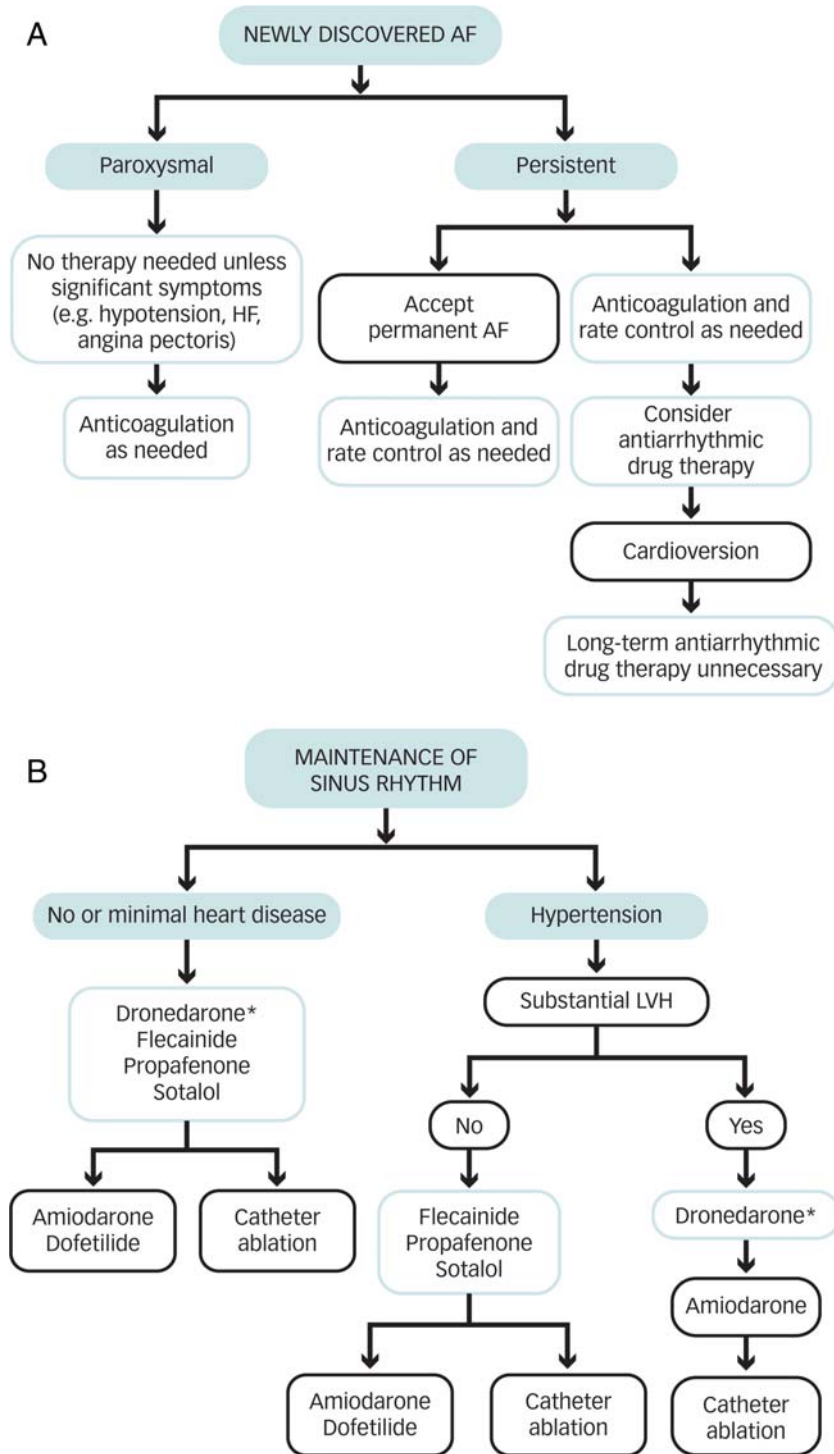 A
NEWLY DISCOVERED AF
Paroxysmal
Persistent
No therapy needed unless
significant symptoms
(e.g. hypotension, HF,
angina pectoris)
Accept
permanent AF
Anticoagulation and
rate control as needed
Anticoagulation
as needed
Anticoagulation and
rate control as needed
Consider
antiarrhythmic
drug therapy
Cardioversion
Long-term antiarrhythmic
drug therapy unnecessary
B
MAINTENANCE OF
SINUS RHYTHM
No or minimal heart disease
Hypertension
Dronedarone*
Flecainide
Propafenone
Sotalol
Substantial LVH
No
Yes
Amiodarone
Dofetilide
Catheter
ablation
Flecainide
Propafenone
Sotalol
Dronedarone*
Amiodarone
Amiodarone
Dofetilide
Catheter
ablation
Catheter
ablation